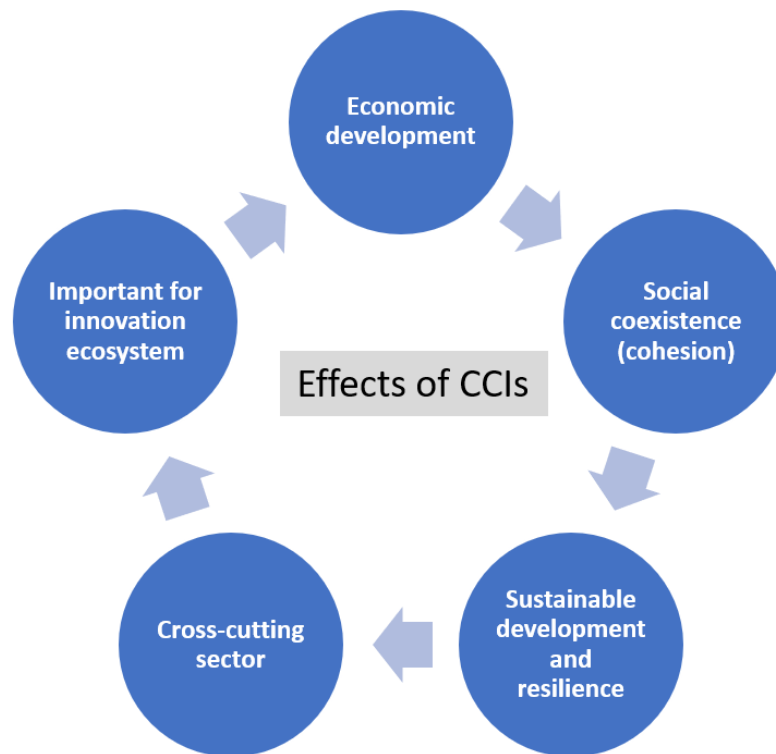 Economic
development
Social
coexistence
(cohesion)
Sustainable
development
and
resilience
Cross-cutting
sector
Important for
innovation
ecosystem
Effects of CCIs